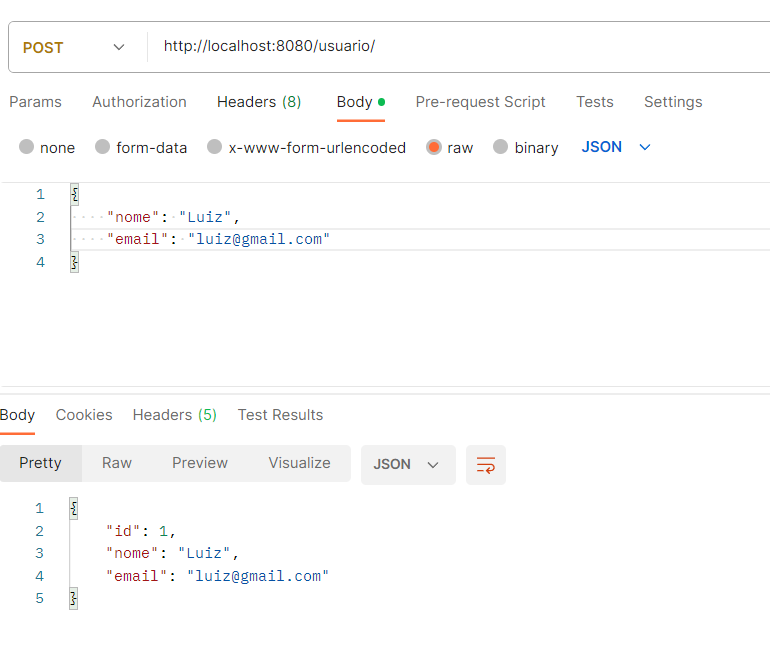 POST http://localhost:8080/usuario/
Params Authorization Headers (8) Body Pre-request Script Tests Settings
none form-data x-www-form-urlencoded raw binary JSON
1 {
2 "nome": "Luiz",
3 "email": "luiz@gmail.com"
4 }
Body Cookies Headers (5) Test Results
Pretty Raw Preview Visualize JSON
1 {
2 "id": 1,
3 "nome": "Luiz",
4 "email": "luiz@gmail.com"
5 }